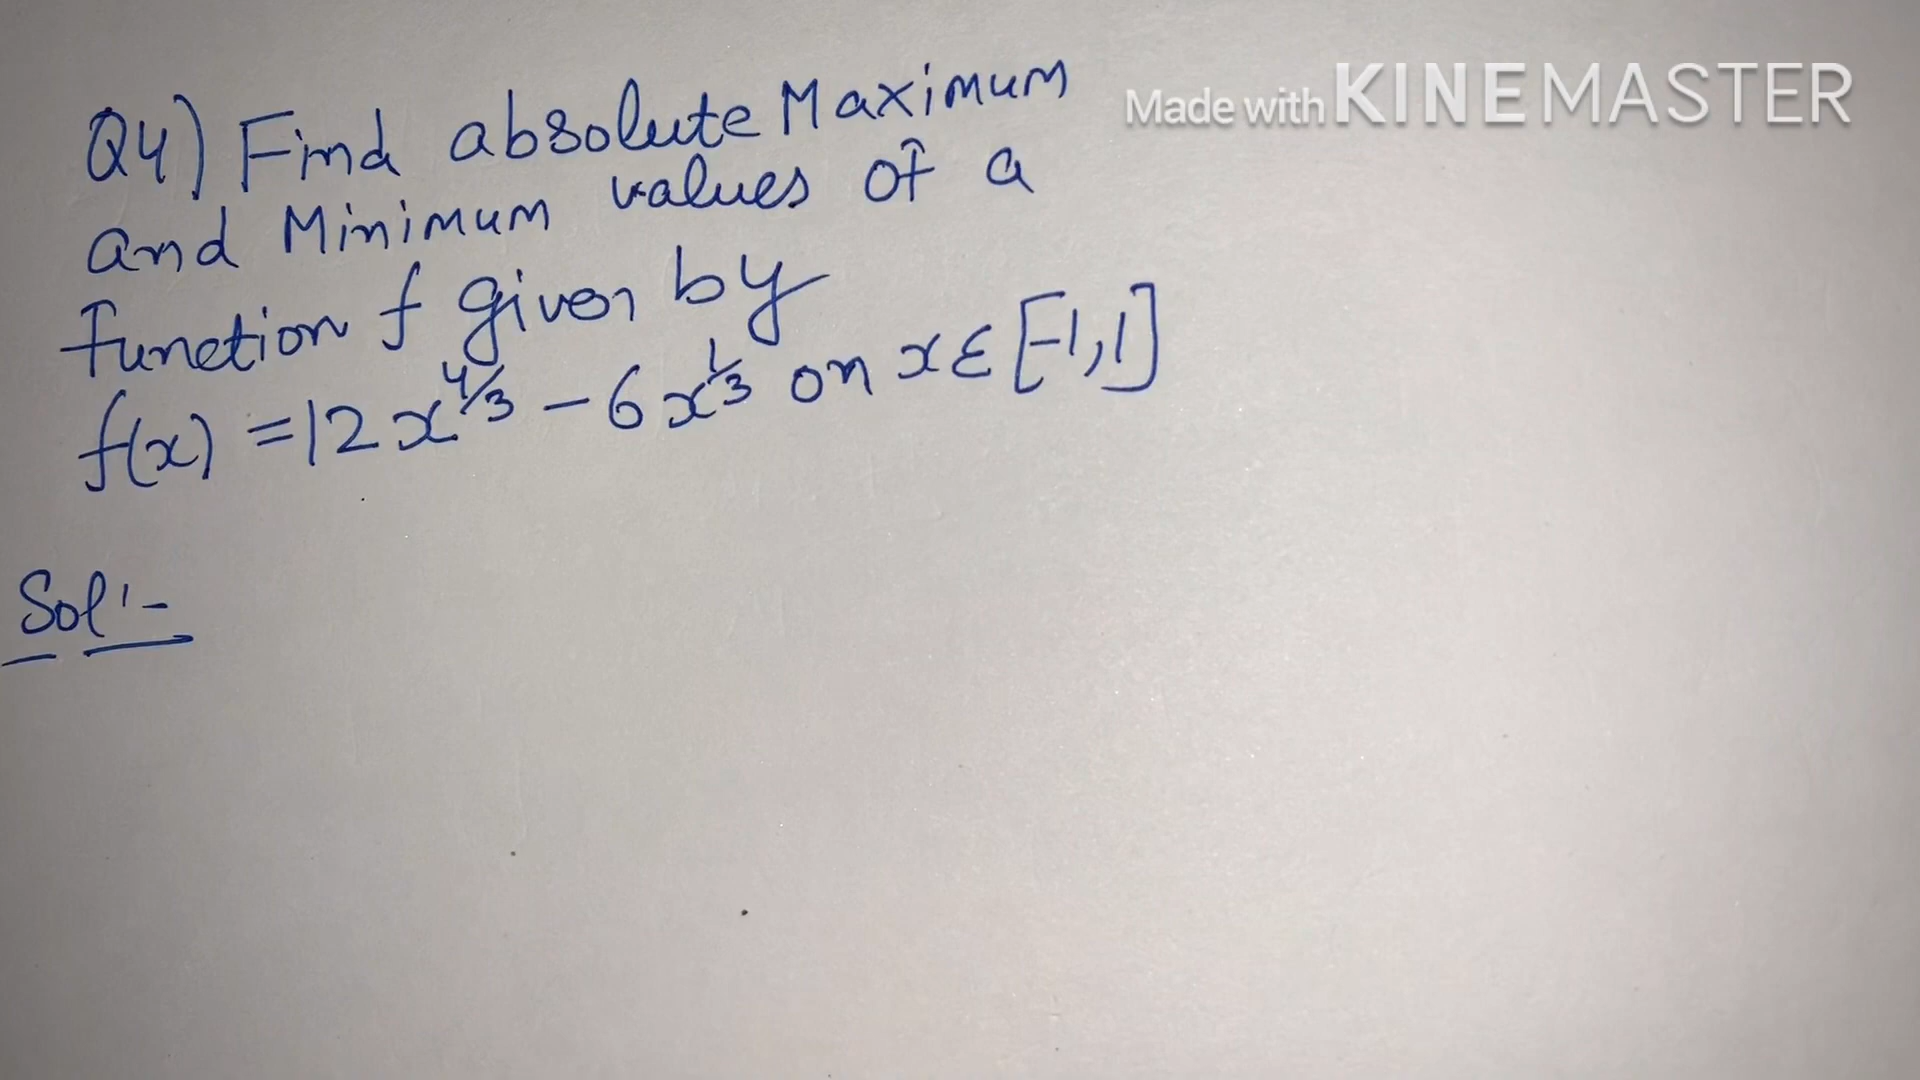 Made with KINEMASTER
Q4) Find absolute Maximum
and Minimum values of a
function f given by
f(x) = 12x^{4/3} - 6x^{1/3} on x ε [-1,1]
Sol:-